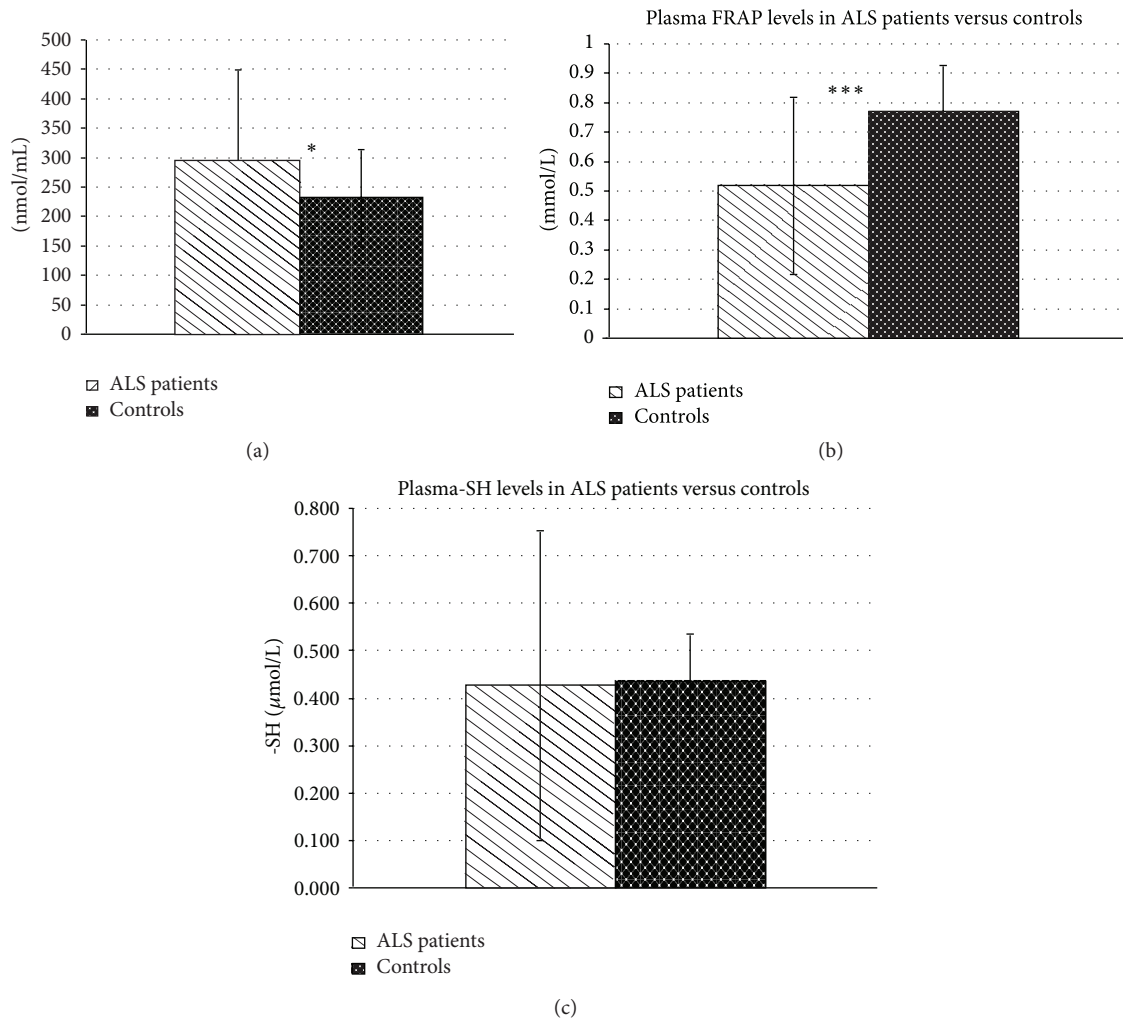 500
450
400
350
300
250
200
150
100
50
0
(nmol/mL)
*
ALS patients
Controls
(a)
Plasma FRAP levels in ALS patients versus controls
1
0.9
0.8
0.7
0.6
0.5
0.4
0.3
0.2
0.1
0
(mmol/L)
***
ALS patients
Controls
(b)
Plasma-SH levels in ALS patients versus controls
0.800
0.700
0.600
0.500
0.400
0.300
0.200
0.100
0.000
-SH (μmol/L)
ALS patients
Controls
(c)